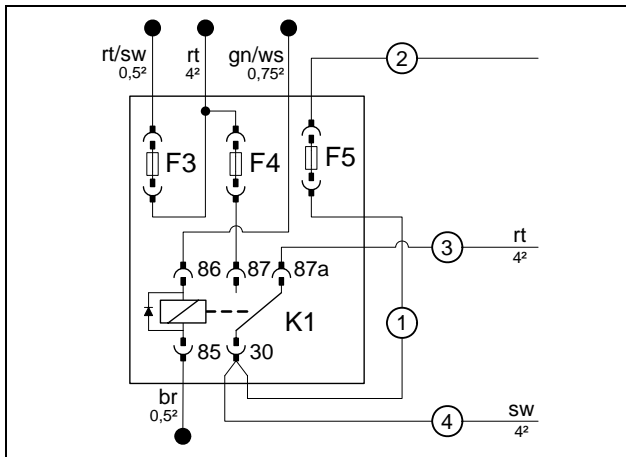 rt/sw
0,5²
rt
4²
gn/ws
0,75²
2
F3
F4
F5
3
rt
4²
86
87
87a
K1
1
85
30
br
0,5²
4
sw
4²